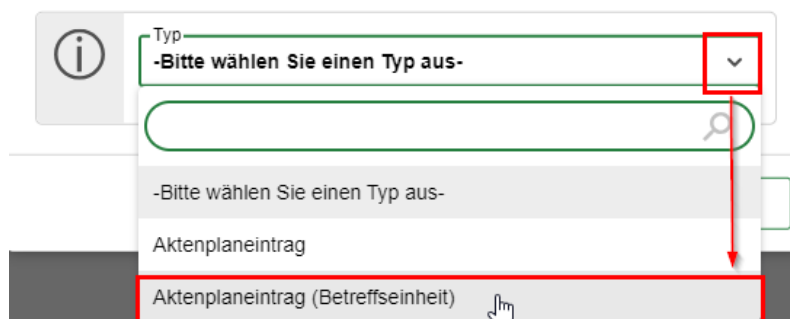 Typ
-Bitte wählen Sie einen Typ aus-
-Bitte wählen Sie einen Typ aus-
Aktenplaneintrag
Aktenplaneintrag (Betreffseinheit)